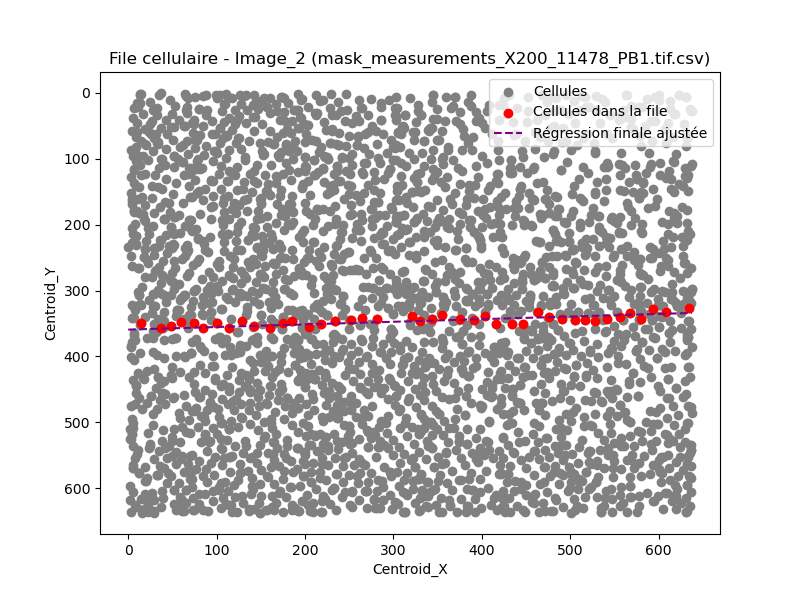 File cellulaire - Image_2 (mask_measurements_X200_11478_PB1.tif.csv)
Cellules
Cellules dans la file
Régression finale ajustée
0
100
200
300
400
500
600
Centroid_Y
0 100 200 300 400 500 600
Centroid_X